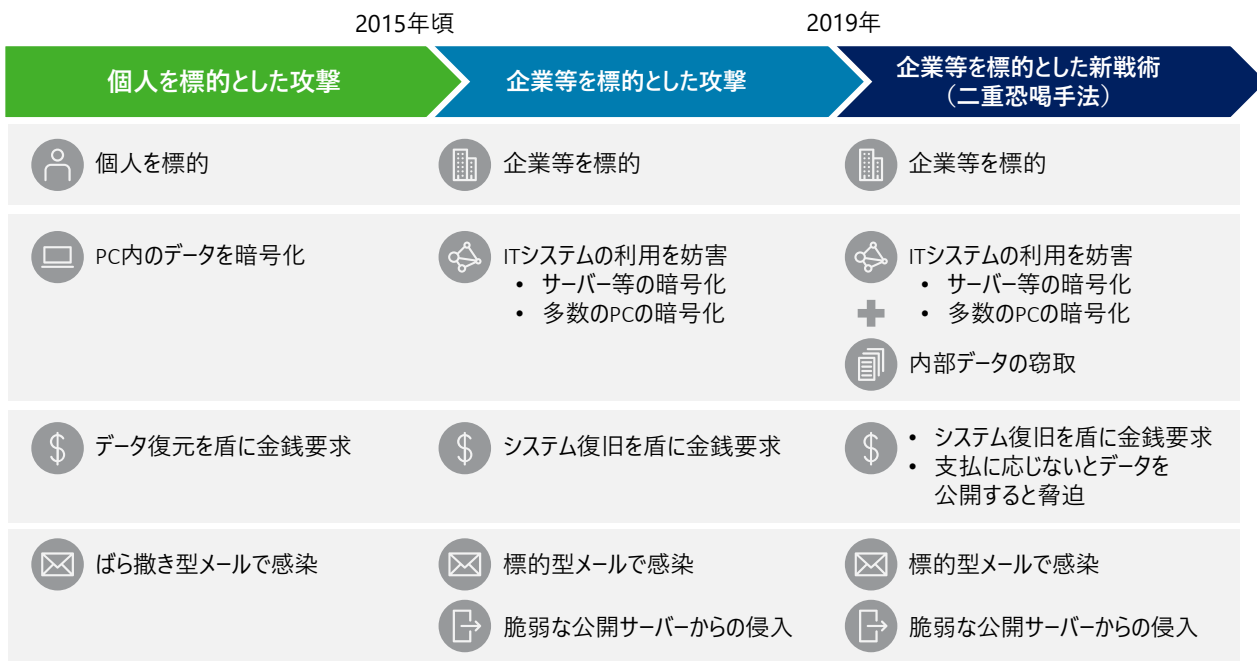 2015年頃
2019年
個人を標的とした攻撃
企業等を標的とした攻撃
企業等を標的とした新戦術
（二重恐喝手法）
個人を標的
企業等を標的
企業等を標的
PC内のデータを暗号化
ITシステムの利用を妨害
• サーバー等の暗号化
• 多数のPCの暗号化
ITシステムの利用を妨害
• サーバー等の暗号化
• 多数のPCの暗号化
内部データの窃取
データ復元を盾に金銭要求
システム復旧を盾に金銭要求
• システム復旧を盾に金銭要求
• 支払に応じないとデータを
公開すると脅迫
ばら撒き型メールで感染
標的型メールで感染
脆弱な公開サーバーからの侵入
標的型メールで感染
脆弱な公開サーバーからの侵入